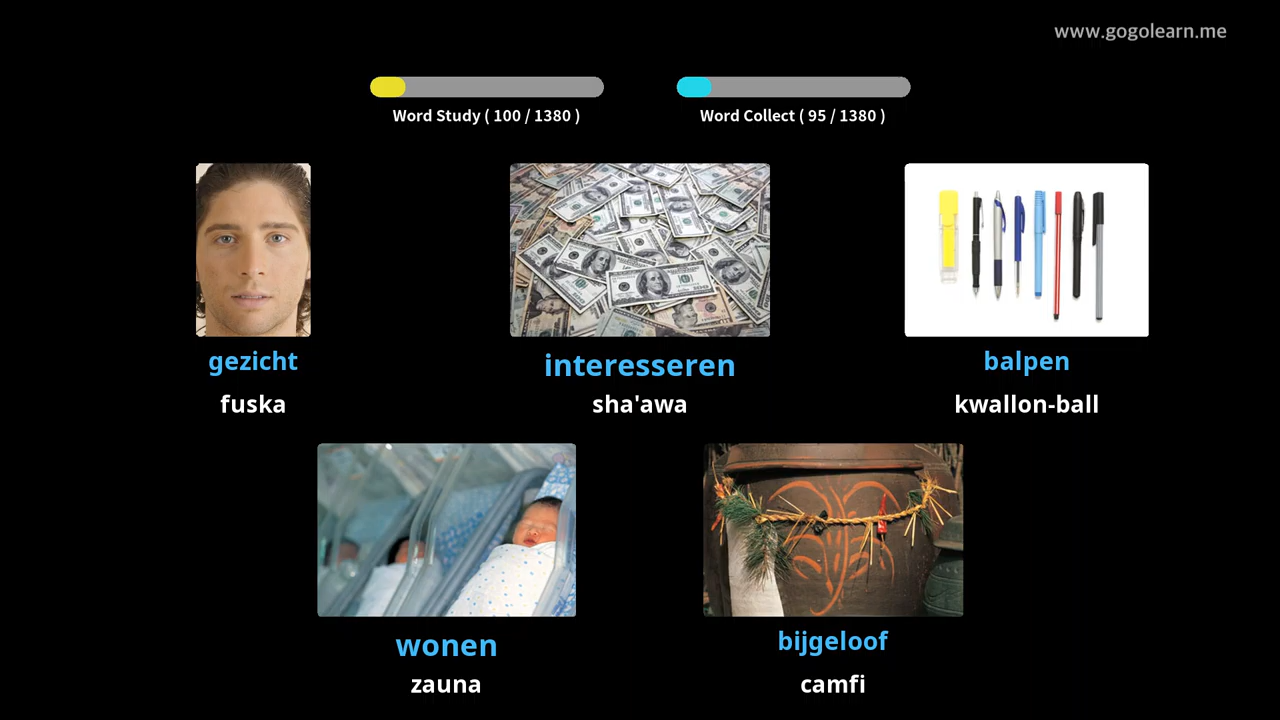 www.gogolearn.me
Word Study ( 100 / 1380 )
Word Collect ( 95 / 1380 )
gezicht
fuska
interesseren
sha'awa
balpen
kwallon-ball
wonen
zauna
bijgeloof
camfi